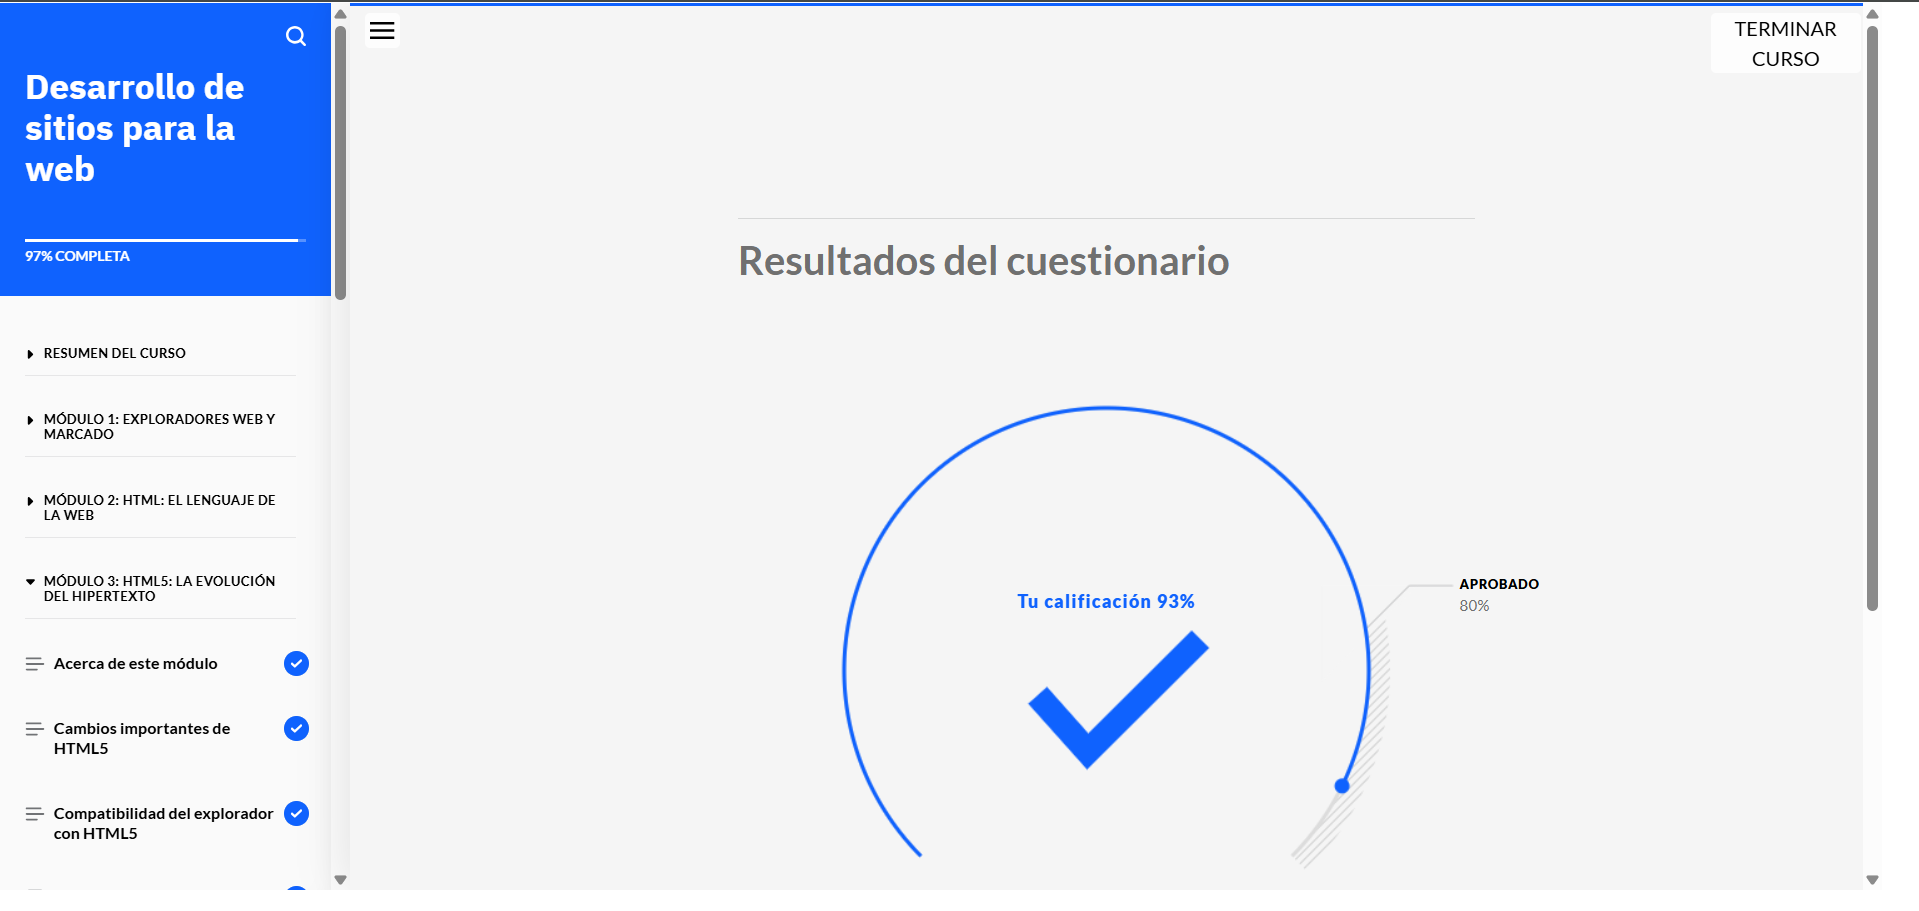 Desarrollo de
sitios para la
web
97% COMPLETA
RESUMEN DEL CURSO
MÓDULO 1: EXPLORADORES WEB Y
MARCADO
MÓDULO 2: HTML: EL LENGUAJE DE
LA WEB
MÓDULO 3: HTML5: LA EVOLUCIÓN
DEL HIPERTEXTO
Acerca de este módulo
Cambios importantes de
HTML5
Compatibilidad del explorador
con HTML5
TERMINAR
CURSO
Resultados del cuestionario
Tu calificación 93%
APROBADO
80%